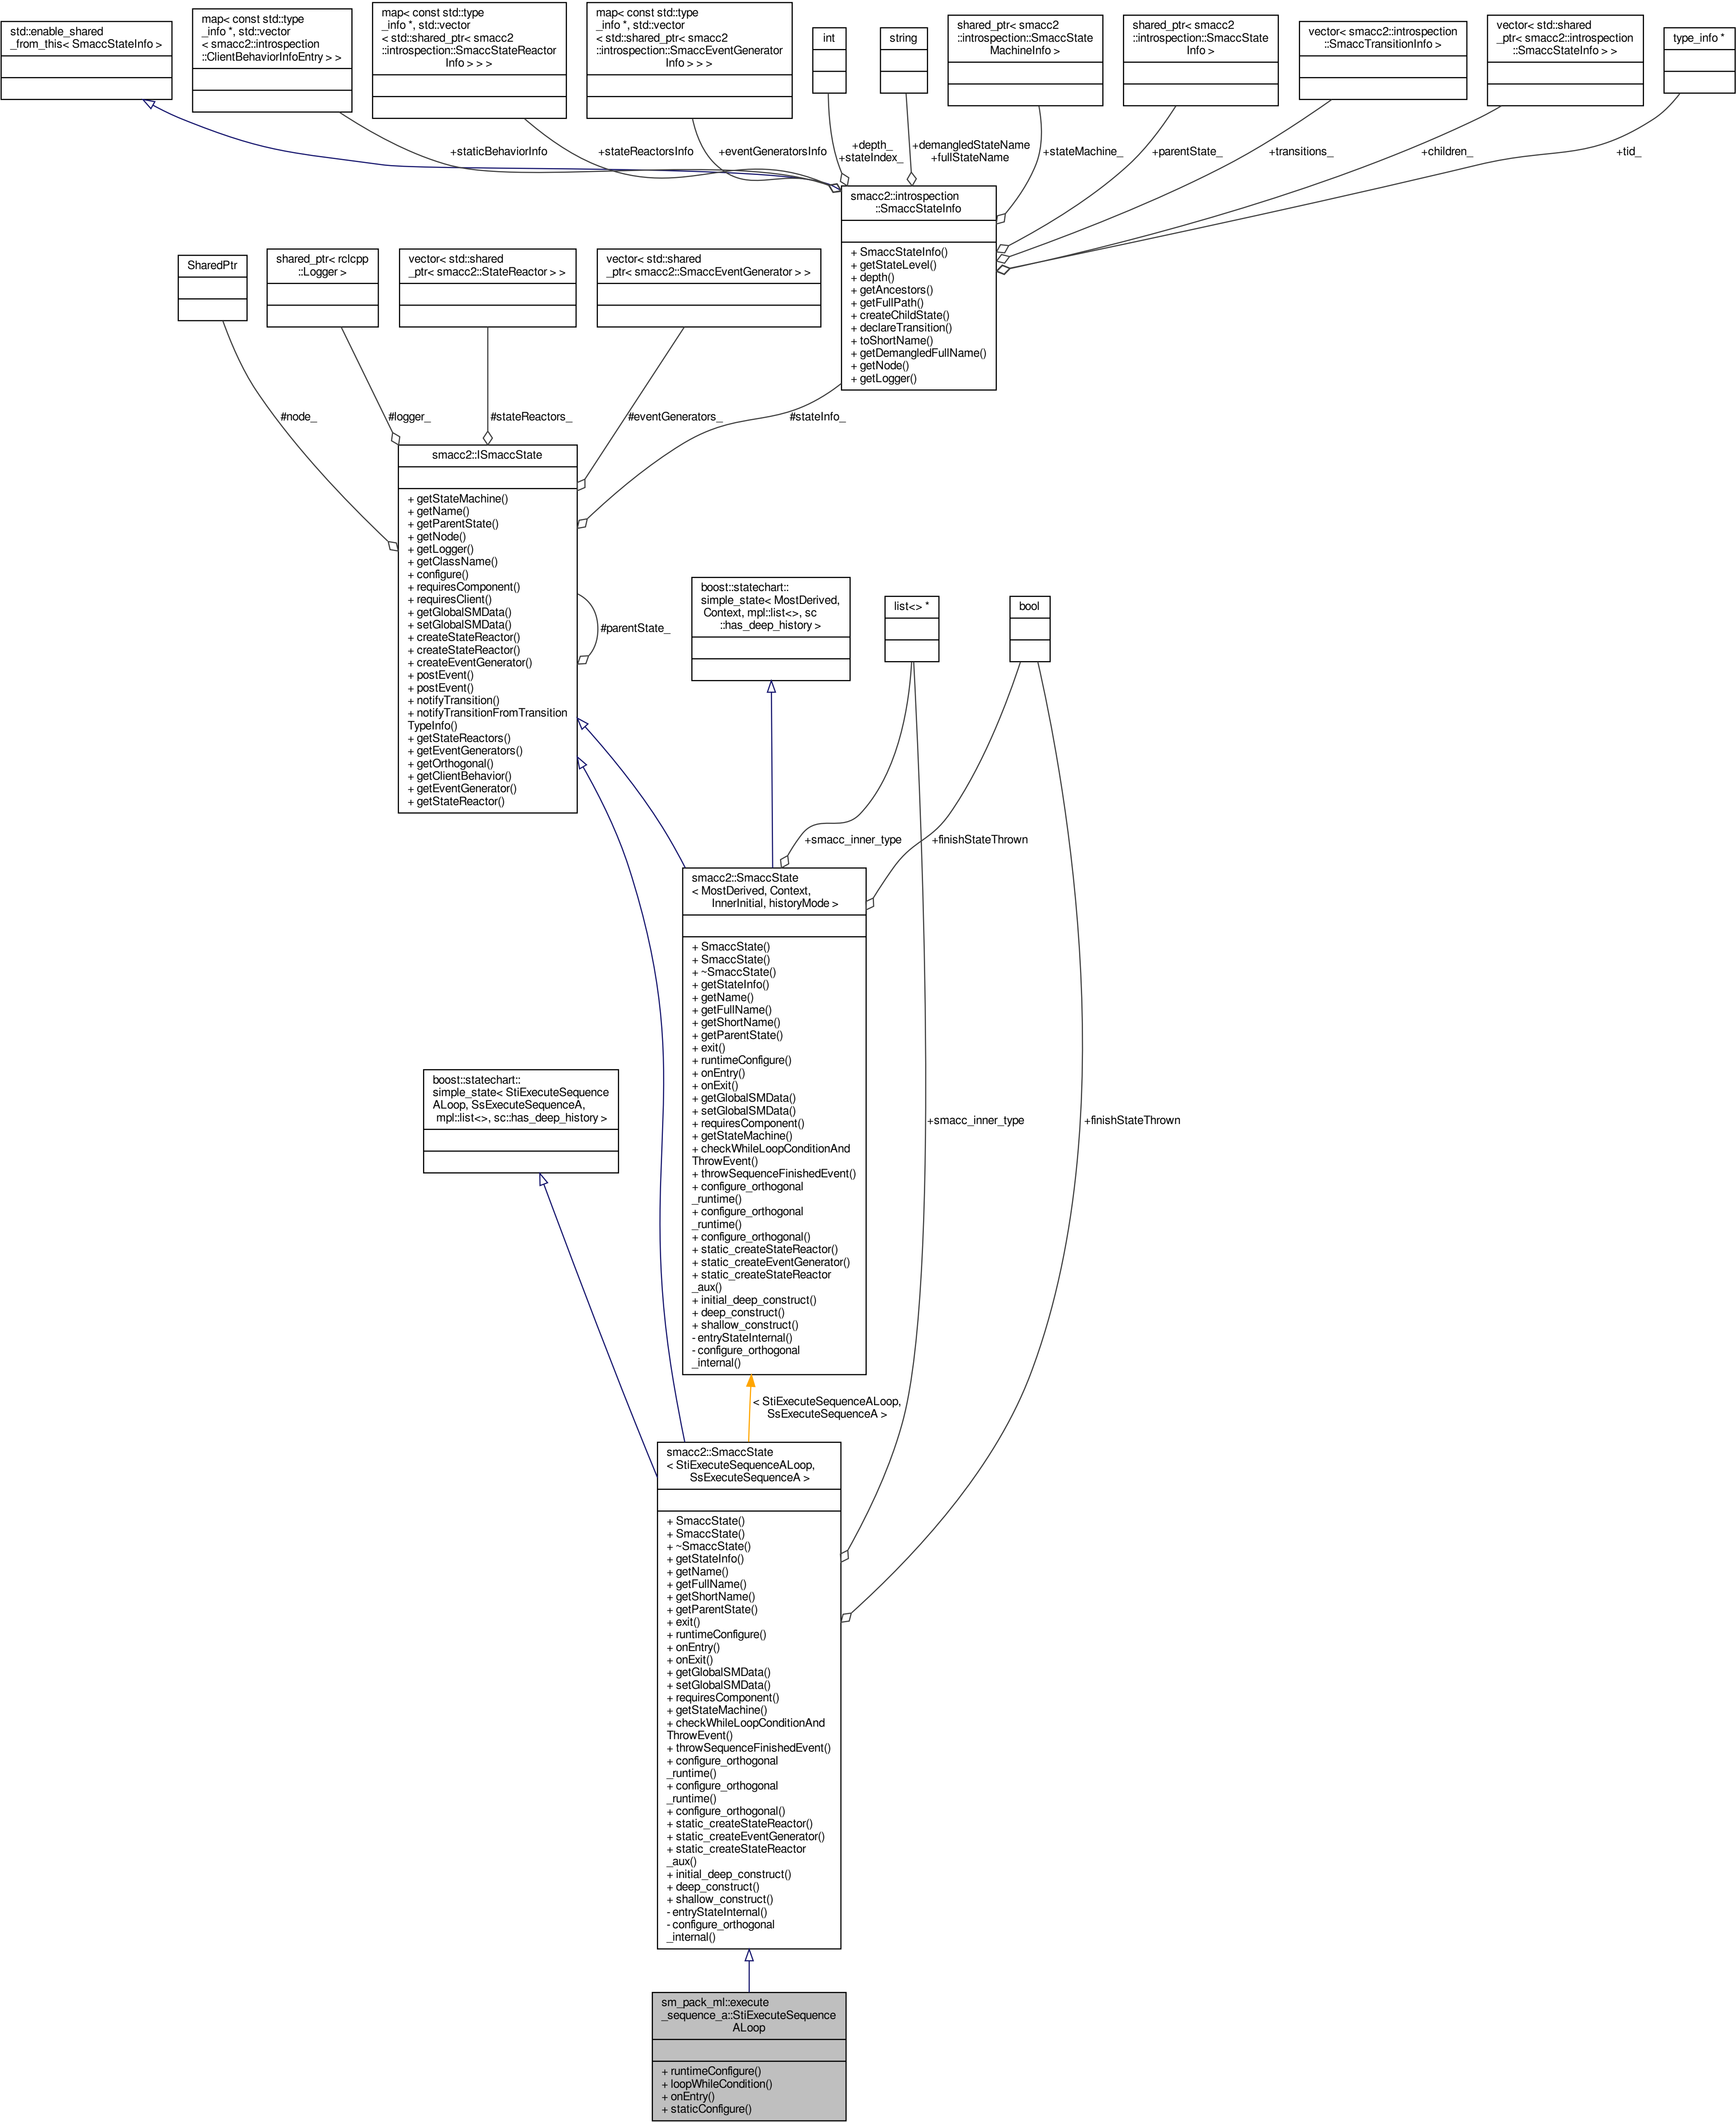 std::enable_shared
_from_this< SmaccStateInfo >
map< const std::type
_info *, std::vector
< smacc2::introspection
::ClientBehaviorInfoEntry > >
map< const std::type
_info *, std::vector
< std::shared_ptr< smacc2
::introspection::SmaccStateReactor
Info > > >
map< const std::type
_info *, std::vector
< std::shared_ptr< smacc2
::introspection::SmaccEventGenerator
Info > > >
int
string
shared_ptr< smacc2
::introspection::SmaccState
MachineInfo >
shared_ptr< smacc2
::introspection::SmaccState
Info >
vector< smacc2::introspection
::SmaccTransitionInfo >
vector< std::shared
_ptr< smacc2::introspection
::SmaccStateInfo > >
type_info *
+staticBehaviorInfo
+stateReactorsInfo
+eventGeneratorsInfo
+depth_
+stateIndex_
+demangledStateName
+fullStateName
+stateMachine_
+parentState_
+transitions_
+children_
+tid_
smacc2::introspection
::SmaccStateInfo
+ SmaccStateInfo()
+ getStateLevel()
+ depth()
+ getAncestors()
+ getFullPath()
+ createChildState()
+ declareTransition()
+ toShortName()
+ getDemangledFullName()
+ getNode()
+ getLogger()
SharedPtr
shared_ptr< rclcpp
::Logger >
vector< std::shared
_ptr< smacc2::StateReactor > >
vector< std::shared
_ptr< smacc2::SmaccEventGenerator > >
#node_
#logger_
#stateReactors_
#eventGenerators_
#stateInfo_
smacc2::ISmaccState
+ getStateMachine()
+ getName()
+ getParentState()
+ getNode()
+ getLogger()
+ getClassName()
+ configure()
+ requiresComponent()
+ requiresClient()
+ getGlobalSMData()
+ setGlobalSMData()
+ createStateReactor()
+ createStateReactor()
+ createEventGenerator()
+ postEvent()
+ postEvent()
+ notifyTransition()
+ notifyTransitionFromTransition
TypeInfo()
+ getStateReactors()
+ getEventGenerators()
+ getOrthogonal()
+ getClientBehavior()
+ getEventGenerator()
+ getStateReactor()
#parentState_
boost::statechart::
simple_state< MostDerived,
Context, mpl::list<>, sc
::has_deep_history >
list<> *
bool
+smacc_inner_type
+finishStateThrown
smacc2::SmaccState
< MostDerived, Context,
InnerInitial, historyMode >
+ SmaccState()
+ SmaccState()
+ ~SmaccState()
+ getStateInfo()
+ getName()
+ getFullName()
+ getShortName()
+ getParentState()
+ exit()
+ runtimeConfigure()
+ onEntry()
+ onExit()
+ getGlobalSMData()
+ setGlobalSMData()
+ requiresComponent()
+ getStateMachine()
+ checkWhileLoopConditionAnd
ThrowEvent()
+ throwSequenceFinishedEvent()
+ configure_orthogonal
_runtime()
+ configure_orthogonal
_runtime()
+ configure_orthogonal()
+ static_createStateReactor()
+ static_createEventGenerator()
+ static_createStateReactor
_aux()
+ initial_deep_construct()
+ deep_construct()
+ shallow_construct()
- entryStateInternal()
- configure_orthogonal
_internal()
boost::statechart::
simple_state< StiExecuteSequence
ALoop, SsExecuteSequenceA,
mpl::list<>, sc::has_deep_history >
+smacc_inner_type
+finishStateThrown
< StiExecuteSequenceALoop,
SsExecuteSequenceA >
smacc2::SmaccState
< StiExecuteSequenceALoop,
SsExecuteSequenceA >
+ SmaccState()
+ SmaccState()
+ ~SmaccState()
+ getStateInfo()
+ getName()
+ getFullName()
+ getShortName()
+ getParentState()
+ exit()
+ runtimeConfigure()
+ onEntry()
+ onExit()
+ getGlobalSMData()
+ setGlobalSMData()
+ requiresComponent()
+ getStateMachine()
+ checkWhileLoopConditionAnd
ThrowEvent()
+ throwSequenceFinishedEvent()
+ configure_orthogonal
_runtime()
+ configure_orthogonal
_runtime()
+ configure_orthogonal()
+ static_createStateReactor()
+ static_createEventGenerator()
+ static_createStateReactor
_aux()
+ initial_deep_construct()
+ deep_construct()
+ shallow_construct()
- entryStateInternal()
- configure_orthogonal
_internal()
sm_pack_ml::execute
_sequence_a::StiExecuteSequence
ALoop
+ runtimeConfigure()
+ loopWhileCondition()
+ onEntry()
+ staticConfigure()